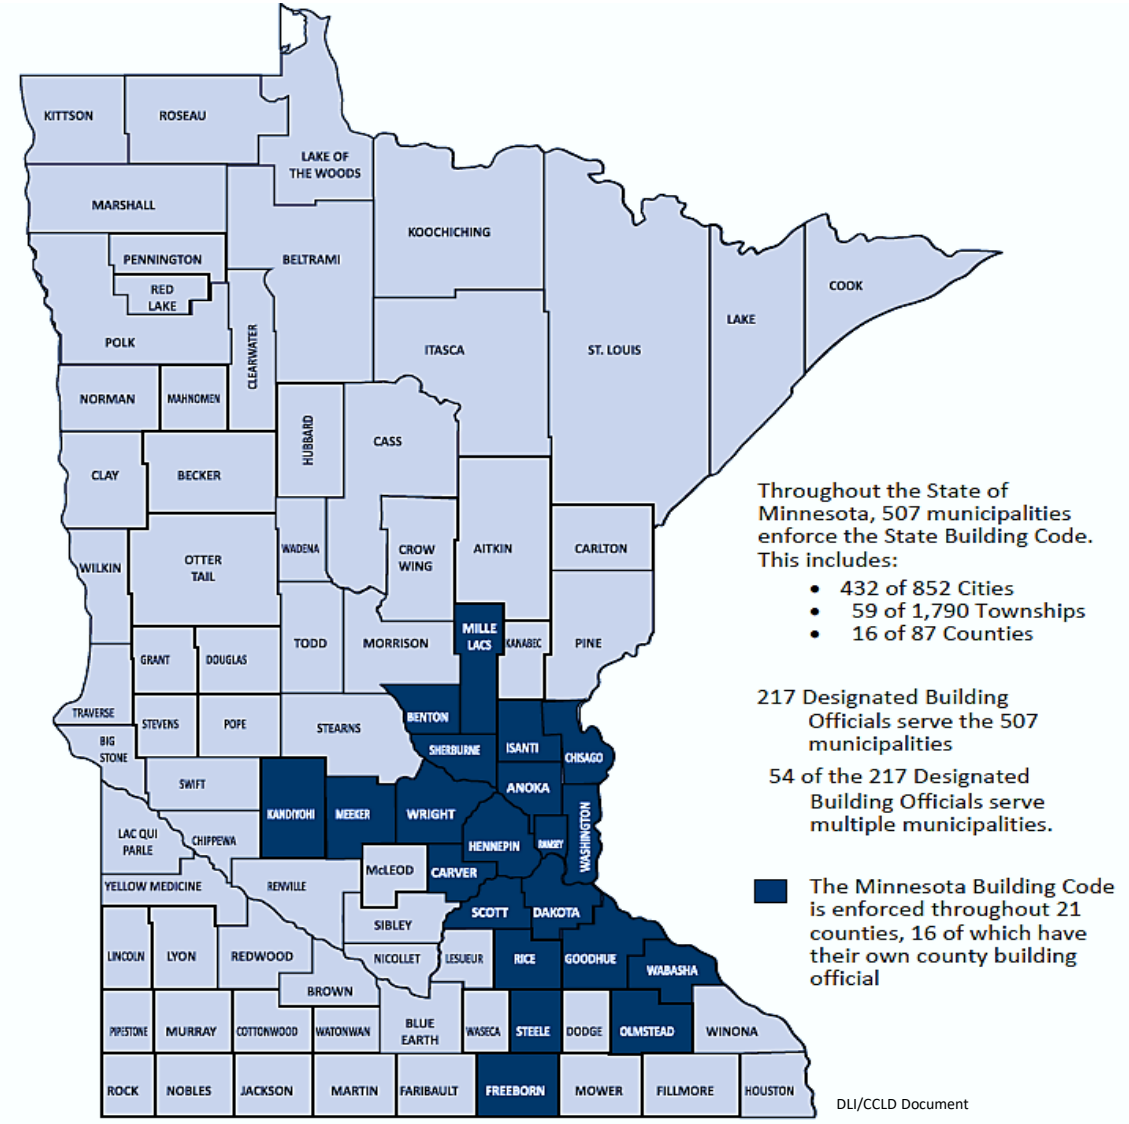 KITTSON
ROSEAU
LAKE OF
THE WOODS
MARSHALL
KOOCHICHING
PENNINGTON
BELTRAMI
RED
LAKE
COOK
LAKE
POLK
CLEARWATER
ITASCA
ST. LOUIS
NORMAN
MAHNOMEN
HUBBARD
CASS
CLAY
BECKER
Throughout the State of
Minnesota, 507 municipalities
enforce the State Building Code.
This includes:
• 432 of 852 Cities
• 59 of 1,790 Townships
• 16 of 87 Counties
WADENA
CROW
WING
AITKIN
CARLTON
OTTER
TAIL
WILKIN
MILLE
LACS
KANABEC
PINE
TODD
MORRISON
GRANT
DOUGLAS
217 Designated Building
Officials serve the 507
municipalities
TRAVERSE
STEVENS
POPE
STEARNS
BENTON
BIG
STONE
SHERBURNE
ISANTI
CHISAGO
54 of the 217 Designated
Building Officials serve
multiple municipalities.
SWIFT
ANOKA
KANDIYOHI
MEEKER
WRIGHT
WASHINGTON
LAC QUI
PARLE
CHIPPEWA
HENNEPIN
RAMSEY
McLEOD
CARVER
YELLOW MEDICINE
RENVILLE
The Minnesota Building Code
is enforced throughout 21
counties, 16 of which have
their own county building
official
SCOTT
DAKOTA
SIBLEY
LINCOLN
LYON
REDWOOD
NICOLLET
LESUEUR
RICE
GOODHUE
WABASHA
BROWN
PIPESTONE
MURRAY
COTTONWOOD
WATONWAN
BLUE
EARTH
WASECA
STEELE
DODGE
OLMSTEAD
WINONA
ROCK
NOBLES
JACKSON
MARTIN
FARIBAULT
FREEBORN
MOWER
FILLMORE
HOUSTON
DLI/CCLD Document